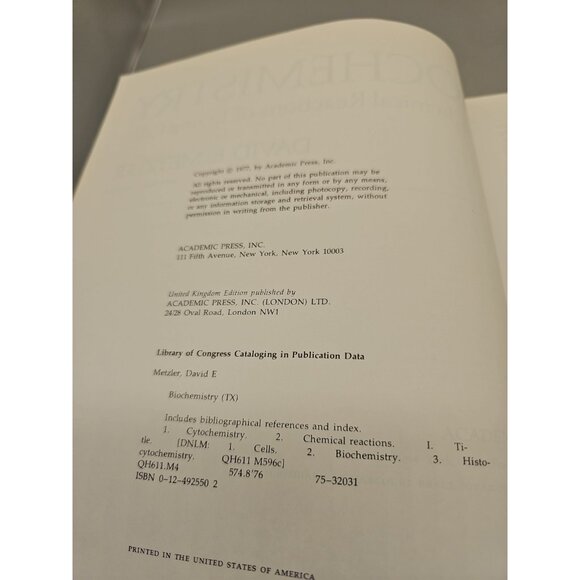 Copyright © 1977, by Academic Press, Inc.
All rights reserved. No part of this publication may be
reproduced or transmitted in any form or by any means,
electronic or mechanical, including photocopy, recording,
or any information storage and retrieval system, without
permission in writing from the publisher.
ACADEMIC PRESS, INC.
111 Fifth Avenue, New York, New York 10003
United Kingdom Edition published by
ACADEMIC PRESS, INC. (LONDON) LTD.
24/28 Oval Road, London NW1
Library of Congress Cataloging in Publication Data
Metzler, David E
Biochemistry (TX)
Includes bibliographical references and index.
1. Cytochemistry. 2. Chemical reactions. I. Ti-
tle. [DNLM: 1. Cells. 2. Biochemistry. 3. Histo-
cytochemistry. QH611 M596c]
QH611.M4 574.8'76 75-32031
ISBN 0-12-492550 2
PRINTED IN THE UNITED STATES OF AMERICA